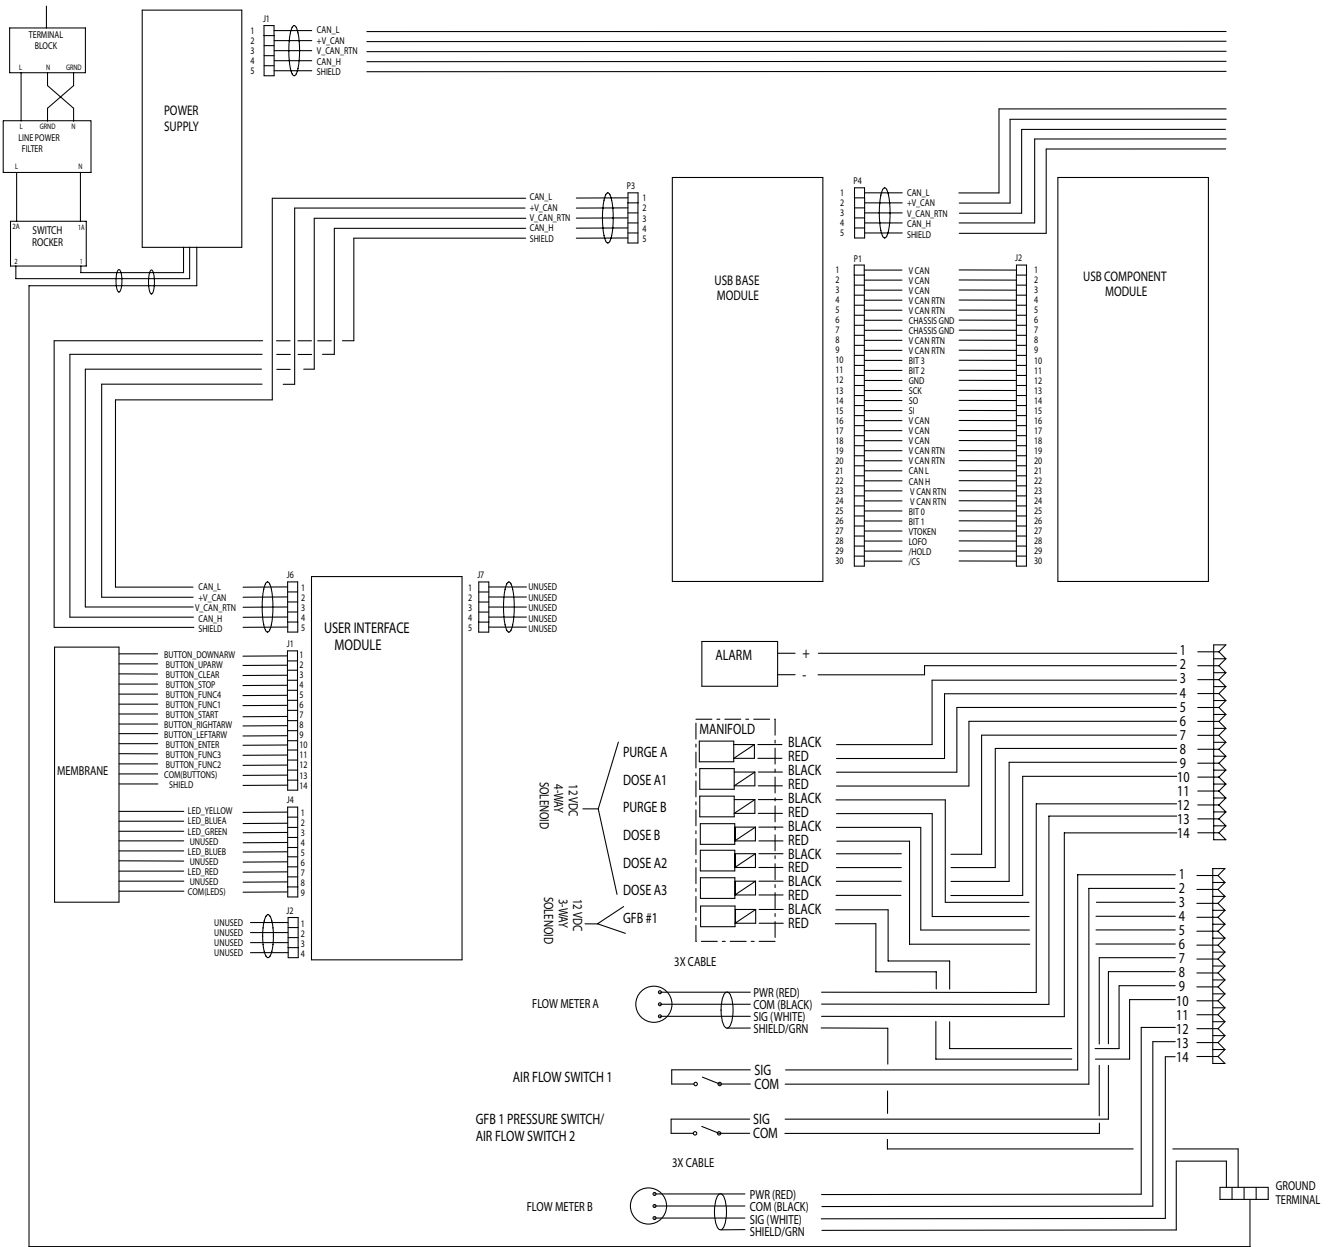 TERMINAL
BLOCK
L N GRND
L GRND N
LINE POWER
FILTER
L N
2A 1A
SWITCH
ROCKER
2 1
POWER
SUPPLY
J1
1 CAN_L
2 +V_CAN
3 V_CAN_RTN
4 CAN_H
5 SHIELD
P3
CAN_L 1
+V_CAN 2
V_CAN_RTN 3
CAN_H 4
SHIELD 5
USB BASE
MODULE
P4
1 CAN_L
2 +V_CAN
3 V_CAN_RTN
4 CAN_H
5 SHIELD
USB COMPONENT
MODULE
P1 J2
1 V CAN 1
2 V CAN 2
3 V CAN 3
4 V CAN RTN 4
5 V CAN RTN 5
6 CHASSIS GND 6
7 CHASSIS GND 7
8 V CAN RTN 8
9 V CAN RTN 9
10 BIT 3 10
11 BIT 2 11
12 GND 12
13 SCK 13
14 SO 14
15 SI 15
16 V CAN 16
17 V CAN 17
18 V CAN 18
19 V CAN RTN 19
20 V CAN RTN 20
21 CAN L 21
22 CAN H 22
23 V CAN RTN 23
24 V CAN RTN 24
25 BIT 0 25
26 BIT 1 26
27 VTOKEN 27
28 LOFO 28
29 /HOLD 29
30 /CS 30
J6
CAN_L 1
+V_CAN 2
V_CAN_RTN 3
CAN_H 4
SHIELD 5
USER INTERFACE
MODULE
J7
1 UNUSED
2 UNUSED
3 UNUSED
4 UNUSED
5 UNUSED
MEMBRANE
J1
BUTTON_DOWNARW 1
BUTTON_UPARW 2
BUTTON_CLEAR 3
BUTTON_STOP 4
BUTTON_FUNC4 5
BUTTON_FUNC1 6
BUTTON_START 7
BUTTON_RIGHTARW 8
BUTTON_LEFTARW 9
BUTTON_ENTER 10
BUTTON_FUNC3 11
BUTTON_FUNC2 12
COM(BUTTONS) 13
SHIELD 14
J4
LED_YELLOW 1
LED_BLUEA 2
LED_GREEN 3
UNUSED 4
LED_BLUEB 5
UNUSED 6
LED_RED 7
UNUSED 8
COM(LEDS) 9
J2
UNUSED 1
UNUSED 2
UNUSED 3
UNUSED 4
ALARM + -
1
2
3
4
5
6
7
8
9
10
11
12
13
14
MANIFOLD
12 VDC
4-WAY
SOLENOID
PURGE A BLACK
RED
DOSE A1 BLACK
RED
PURGE B BLACK
RED
DOSE B BLACK
RED
DOSE A2 BLACK
RED
DOSE A3 BLACK
RED
12 VDC
3-WAY
SOLENOID
GFB #1 BLACK
RED
1
2
3
4
5
6
7
8
9
10
11
12
13
14
3X CABLE
FLOW METER A
PWR (RED)
COM (BLACK)
SIG (WHITE)
SHIELD/GRN
AIR FLOW SWITCH 1
SIG
COM
GFB 1 PRESSURE SWITCH/
AIR FLOW SWITCH 2
SIG
COM
3X CABLE
FLOW METER B
PWR (RED)
COM (BLACK)
SIG (WHITE)
SHIELD/GRN
GROUND
TERMINAL